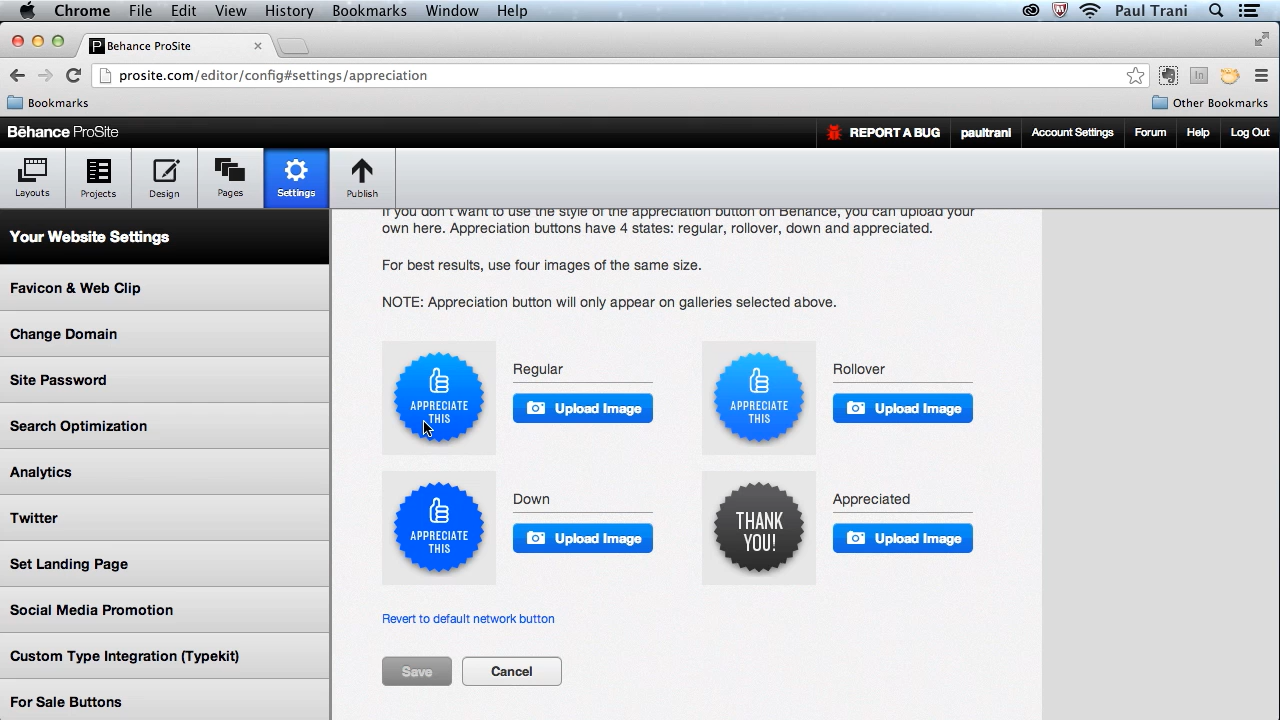 Chrome File Edit View History Bookmarks Window Help Paul Trani
Behance ProSite
prosite.com/editor/config#settings/appreciation
Bookmarks Other Bookmarks
Bēhance ProSite REPORT A BUG paultrani Account Settings Forum Help Log Out
Layouts Projects Design Pages Settings Publish
Your Website Settings
Favicon & Web Clip
Change Domain
Site Password
Search Optimization
Analytics
Twitter
Set Landing Page
Social Media Promotion
Custom Type Integration (Typekit)
For Sale Buttons
If you don't want to use the style of the appreciation button on Behance, you can upload your
own here. Appreciation buttons have 4 states: regular, rollover, down and appreciated.
For best results, use four images of the same size.
NOTE: Appreciation button will only appear on galleries selected above.
APPRECIATE
THIS
Regular
Upload Image
APPRECIATE
THIS
Rollover
Upload Image
APPRECIATE
THIS
Down
Upload Image
THANK
YOU!
Appreciated
Upload Image
Revert to default network button
Save Cancel